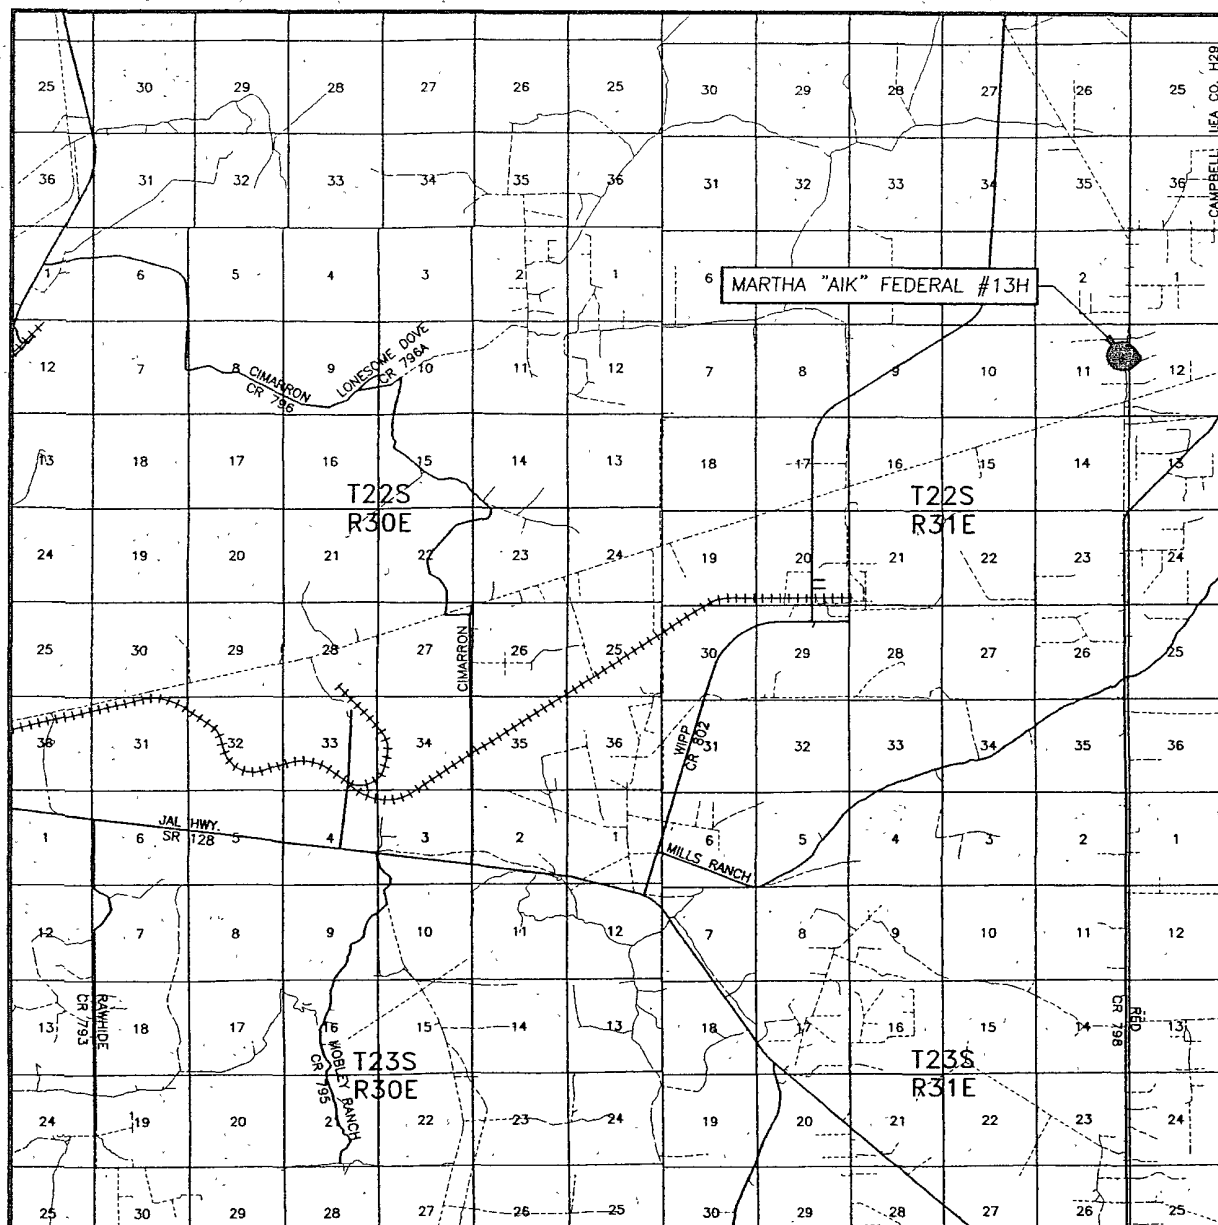 25 30 29 28 27 26 25 30 29 28 27 26 25
CAMPBELL LEA CO. H29
36 31 32 33 34 35 36 31 32 33 34 35 36
1 6 5 4 3 2 1 6 2 1
MARTHA "AIK" FEDERAL #13H
12 7 8 9 10 11 12 7 8 9 10 11 12
CIMARRON
CR 796
LONESOME DOVE
CR 796A
13 18 17 16 15 14 13 18 17 16 15 14 13
T22S
R30E
T22S
R31E
24 19 20 21 22 23 24 19 20 21 22 23 24
25 30 29 28 27 26 25 30 29 28 27 26 25
CIMARRON
36 31 32 33 34 35 36 31 32 33 34 35 36
WIPP
CR 802
JAL HWY.
SR 128
1 6 5 4 3 2 1 6 5 4 3 2 1
MILLS RANCH
12 7 8 9 10 11 12 7 8 9 10 11 12
RAWHIDE
CR 793
13 18 17 16 15 14 13 18 17 16 15 14 13
RED
CR 798
MOBLEY RANCH
CR 795
T23S
R30E
T23S
R31E
24 19 20 21 22 23 24 19 20 21 22 23 24
25 30 29 28 27 26 25 30 29 28 27 26 25